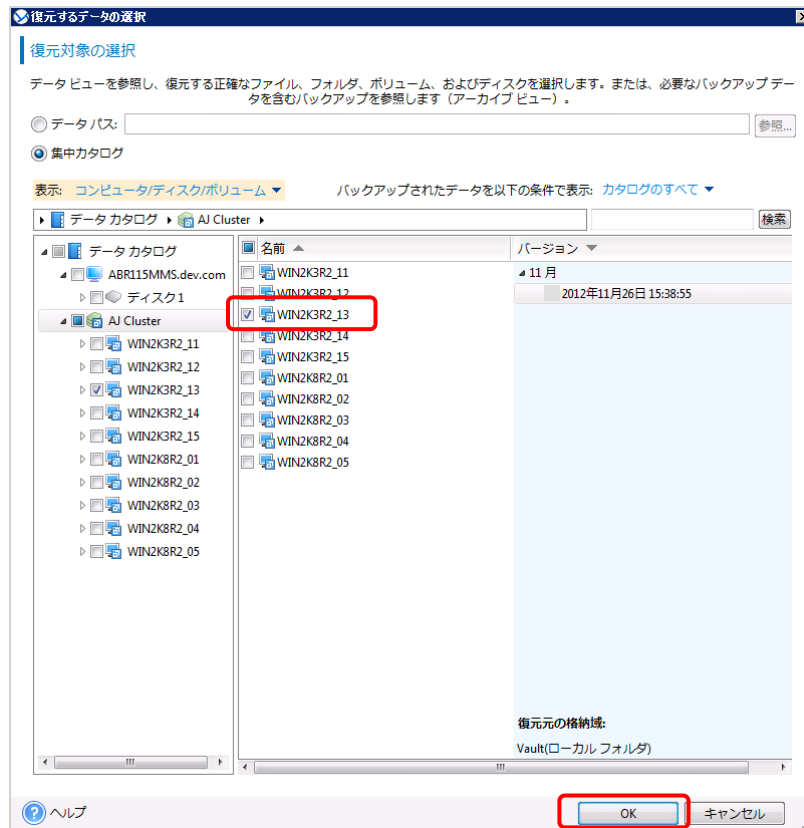 復元するデータの選択
復元対象の選択
データ ビューを参照し、復元する正確なファイル、フォルダ、ボリューム、およびディスクを選択します。または、必要なバックアップ デー
タを含むバックアップを参照します（アーカイブ ビュー）。
データ パス:
参照...
集中カタログ
表示: コンピュータ/ディスク/ボリューム
バックアップされたデータを以下の条件で表示: カタログのすべて
データ カタログ AJ Cluster
検索
データ カタログ
ABR115MMS.dev.com
ディスク 1
AJ Cluster
WIN2K3R2_11
WIN2K3R2_12
WIN2K3R2_13
WIN2K3R2_14
WIN2K3R2_15
WIN2K8R2_01
WIN2K8R2_02
WIN2K8R2_03
WIN2K8R2_04
WIN2K8R2_05
名前
WIN2K3R2_11
WIN2K3R2_12
WIN2K3R2_13
WIN2K3R2_14
WIN2K3R2_15
WIN2K8R2_01
WIN2K8R2_02
WIN2K8R2_03
WIN2K8R2_04
WIN2K8R2_05
バージョン
11 月
2012年11月26日 15:38:55
復元元の格納域:
Vault(ローカル フォルダ)
ヘルプ
OK
キャンセル